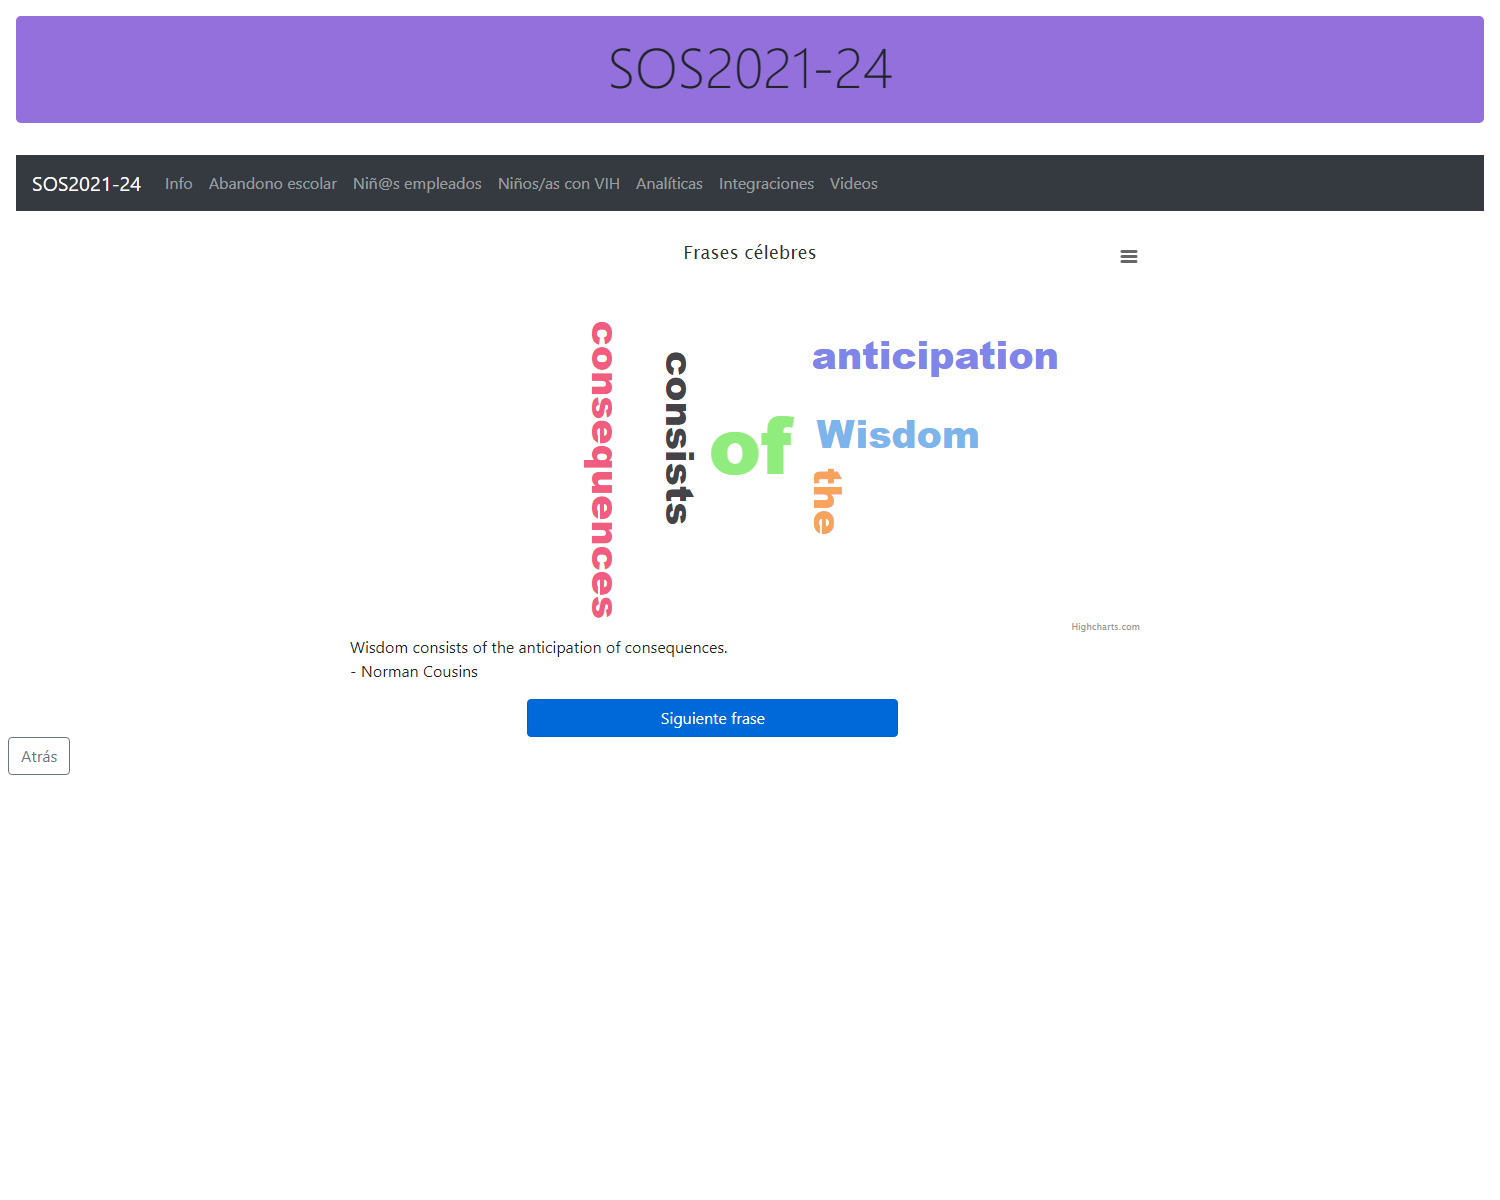 SOS2021-24
SOS2021-24 Info Abandono escolar Niñ@s empleados Niños/as con VIH Analíticas Integraciones Videos
Frases célebres
consequences
consists
of
anticipation
Wisdom
the
Highcharts.com
Wisdom consists of the anticipation of consequences.
- Norman Cousins
Siguiente frase
Atrás